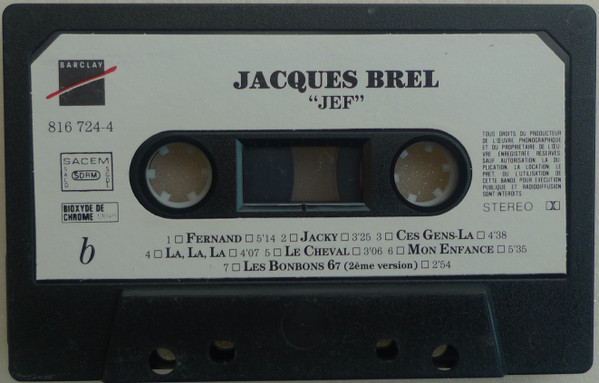 BARCLAY
JACQUES BREL
"JEF"
816 724-4
SACEM
SDRM
BIOXYDE DE
CHROME
b
TOUS DROITS DU PRODUCTEUR
DE L'ŒUVRE PHONOGRAPHIQUE
ET DU PROPRIETAIRE DE L'ŒU
VRE ENREGISTREE RESERVES
SAUF AUTORISATION LA DU
PLICATION LA LOCATION LE
PRET OU L'UTILISATION DE
CETTE BANDE POUR EXECUTION
PUBLIQUE ET RADIODIFFUSION
SONT INTERDITS
STEREO
1 □ FERNAND □ 5'14 2 □ JACKY □ 3'25 3 □ CES GENS-LA □ 4'38
4 □ LA, LA, LA □ 4'07 5 □ LE CHEVAL □ 3'06 6 □ MON ENFANCE □ 5'35
7 □ LES BONBONS 67 (2ême version) □ 2'54